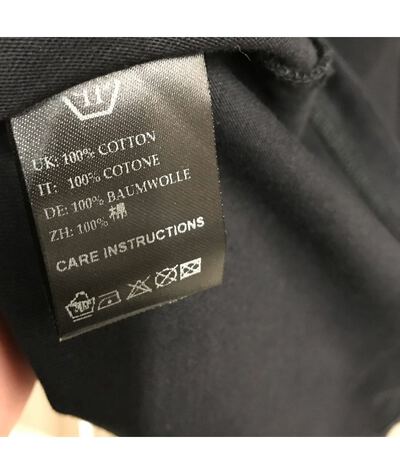 UK: 100% COTTON
IT: 100% COTONE
DE: 100% BAUMWOLLE
ZH: 100% 棉
CARE INSTRUCTIONS